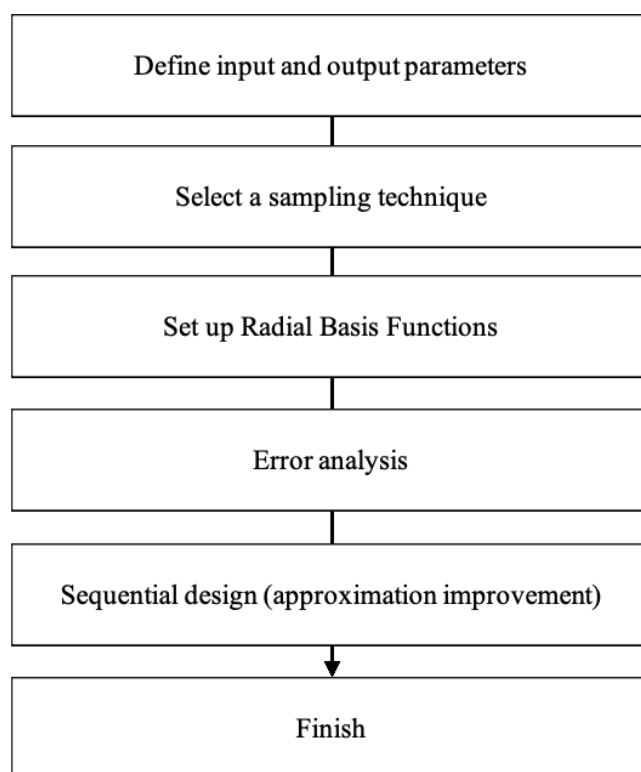 Define input and output parameters
Select a sampling technique
Set up Radial Basis Functions
Error analysis
Sequential design (approximation improvement)
Finish